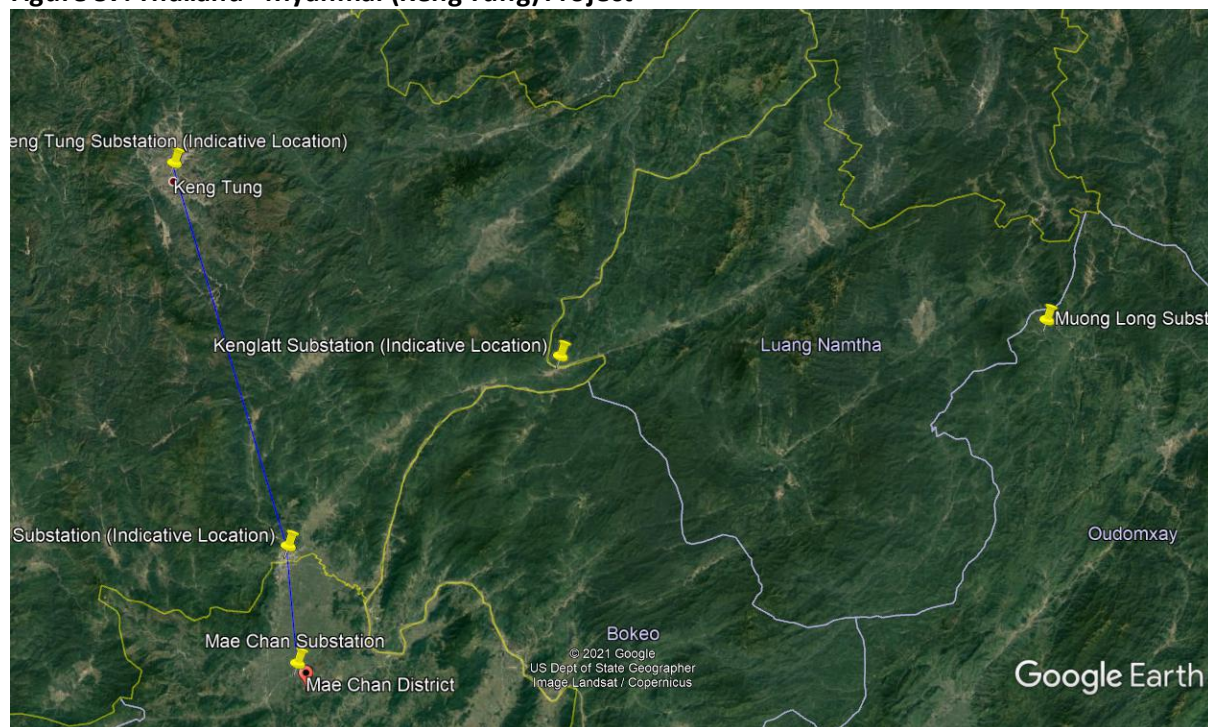 eng Tung Substation (Indicative Location)
Keng Tung
Kenglatt Substation (Indicative Location)
Luang Namtha
Muong Long Subst
Substation (Indicative Location)
Oudomxay
Mae Chan Substation
Bokeo
© 2021 Google
US Dept of State Geographer
Image Landsat / Copernicus
Mae Chan District
Google Earth